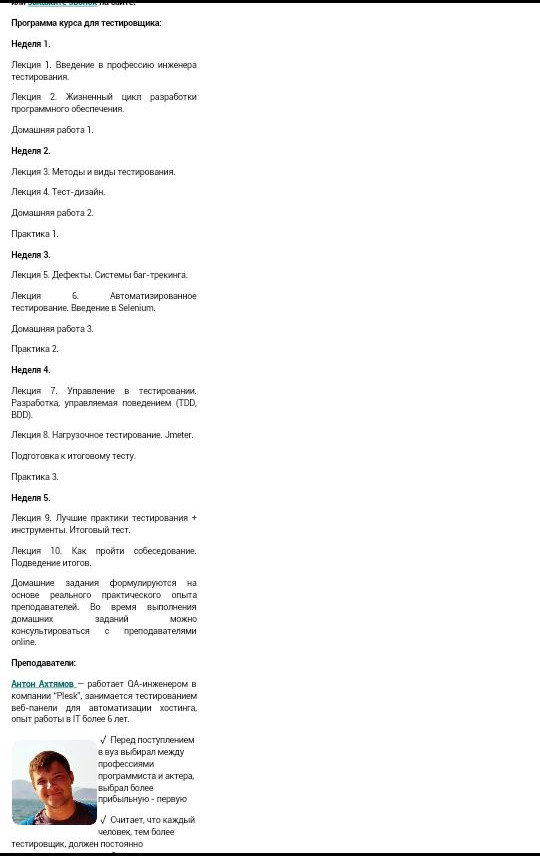 или закажите звонок на сайте.
Программа курса для тестировщика:
Неделя 1.
Лекция 1. Введение в профессию инженера
тестирования.
Лекция 2. Жизненный цикл разработки
программного обеспечения.
Домашняя работа 1.
Неделя 2.
Лекция 3. Методы и виды тестирования.
Лекция 4. Тест-дизайн.
Домашняя работа 2.
Практика 1.
Неделя 3.
Лекция 5. Дефекты. Системы баг-трекинга.
Лекция 6. Автоматизированное
тестирование. Введение в Selenium.
Домашняя работа 3.
Практика 2.
Неделя 4.
Лекция 7. Управление в тестировании.
Разработка, управляемая поведением (TDD,
BDD).
Лекция 8. Нагрузочное тестирование. Jmeter.
Подготовка к итоговому тесту.
Практика 3.
Неделя 5.
Лекция 9. Лучшие практики тестирования +
инструменты. Итоговый тест.
Лекция 10. Как пройти собеседование.
Подведение итогов.
Домашние задания формулируются на
основе реального практического опыта
преподавателей. Во время выполнения
домашних заданий можно
консультироваться с преподавателями
online.
Преподаватели:
Антон Ахтямов — работает QA-инженером в
компании “Plesk”, занимается тестированием
веб-панели для автоматизации хостинга,
опыт работы в IT более 6 лет.
√ Перед поступлением
в вуз выбирал между
профессиями
программиста и актера,
выбрал более
прибыльную - первую
√ Считает, что каждый
человек, тем более
тестировщик, должен постоянно